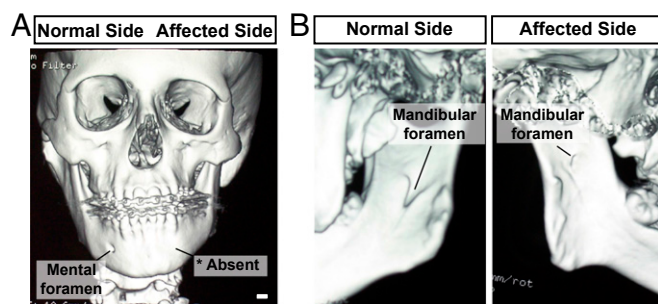 A
Normal Side
Affected Side
m
o Filter
Mental
foramen
* Absent
B
Normal Side
Affected Side
Mandibular
foramen
Mandibular
foramen
mm/rot